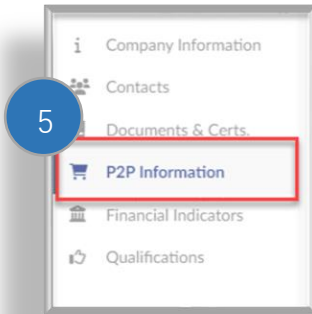 Company Information
Contacts
5
Documents & Certs.
P2P Information
Financial Indicators
Qualifications